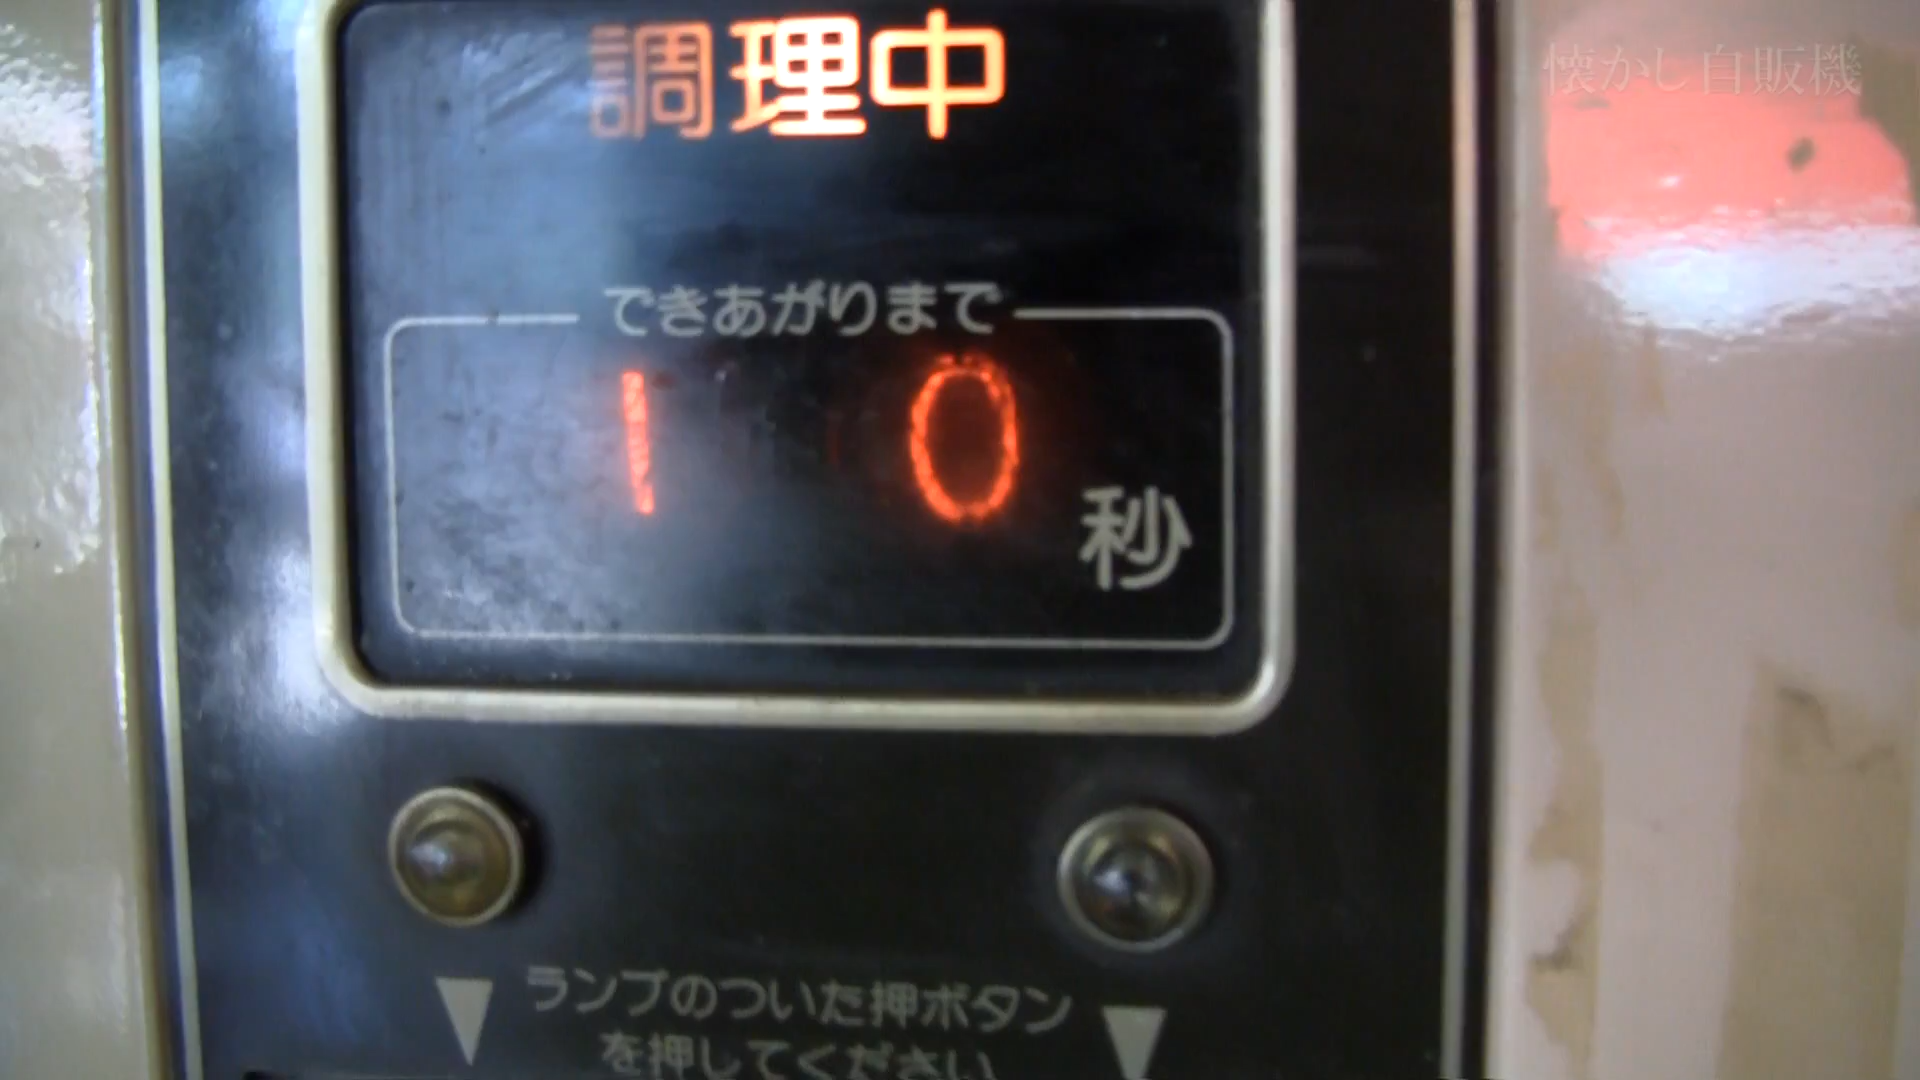 調理中
懐かし自販機
できあがりまで
10
秒
ランプのついた押ボタン
を押してください